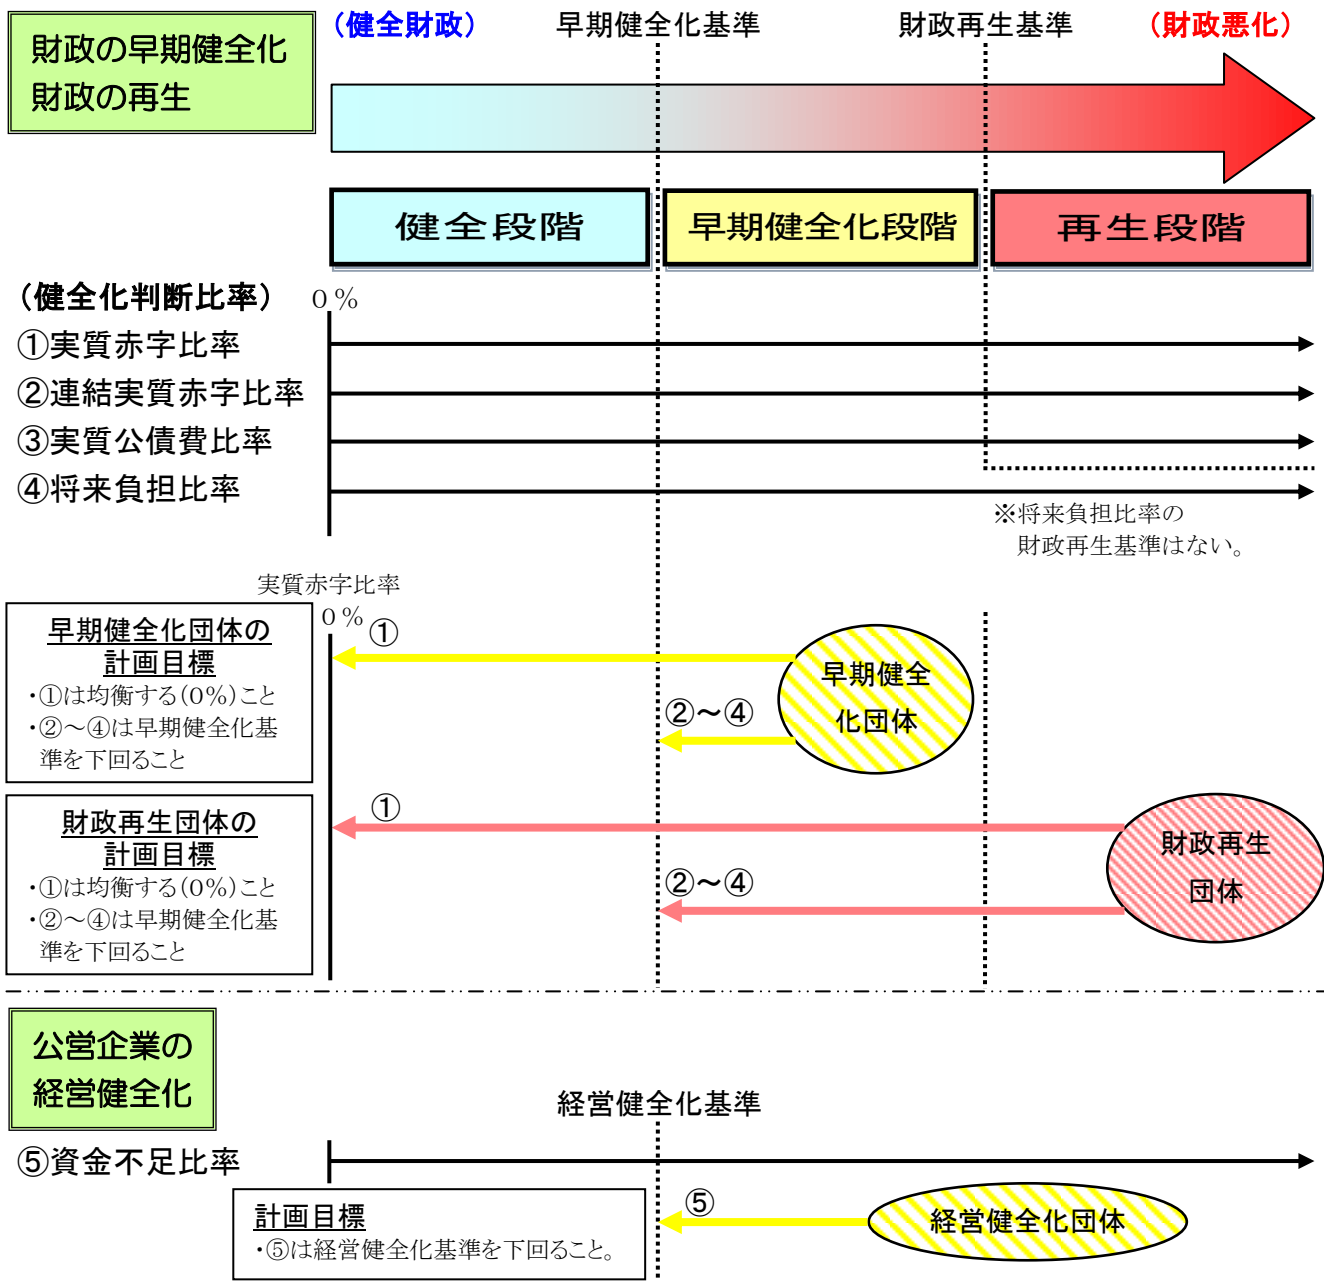 財政の早期健全化
財政の再生
（健全財政）
早期健全化基準
財政再生基準
（財政悪化）
健全段階
早期健全化段階
再生段階
（健全化判断比率）
０％
①実質赤字比率
②連結実質赤字比率
③実質公債費比率
④将来負担比率
※将来負担比率の
財政再生基準はない。
実質赤字比率
０％
早期健全化団体の
計画目標
・①は均衡する（０％）こと
・②～④は早期健全化基
準を下回ること
①
②～④
早期健全
化団体
財政再生団体の
計画目標
・①は均衡する（０％）こと
・②～④は早期健全化基
準を下回ること
①
②～④
財政再生
団体
公営企業の
経営健全化
経営健全化基準
⑤資金不足比率
計画目標
・⑤は経営健全化基準を下回ること。
⑤
経営健全化団体